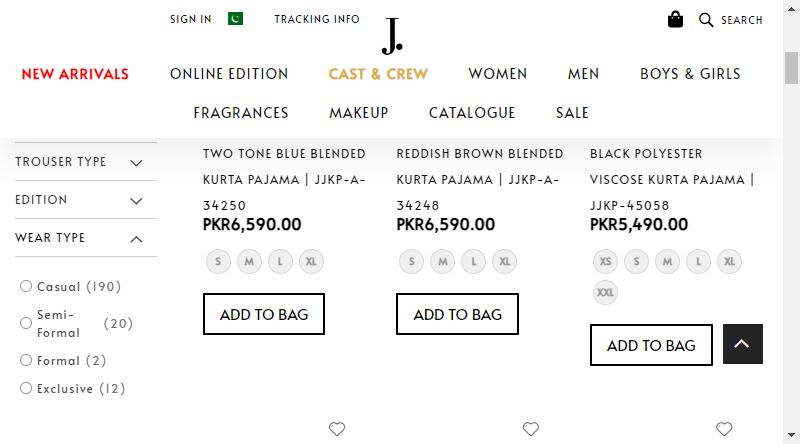 SIGN IN
TRACKING INFO
J.
SEARCH
NEW ARRIVALS
ONLINE EDITION
CAST & CREW
WOMEN
MEN
BOYS & GIRLS
FRAGRANCES
MAKEUP
CATALOGUE
SALE
TROUSER TYPE
EDITION
WEAR TYPE
Casual (190)
Semi-
Formal (20)
Formal (2)
Exclusive (12)
TWO TONE BLUE BLENDED
KURTA PAJAMA | JJKP-A-
34250
PKR6,590.00
S M L XL
ADD TO BAG
REDDISH BROWN BLENDED
KURTA PAJAMA | JJKP-A-
34248
PKR6,590.00
S M L XL
ADD TO BAG
BLACK POLYESTER
VISCOSE KURTA PAJAMA |
JJKP-45058
PKR5,490.00
XS S M L XL
XXL
ADD TO BAG